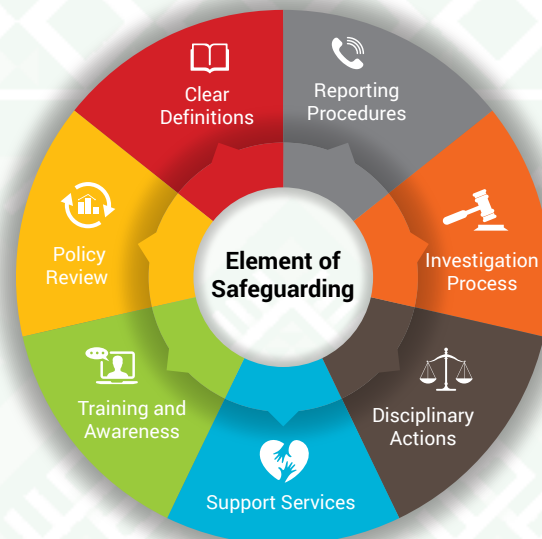 Element of
Safeguarding
Clear
Definitions
Reporting
Procedures
Investigation
Process
Disciplinary
Actions
Support Services
Training and
Awareness
Policy
Review